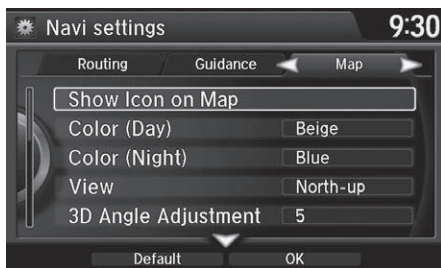 Navi settings 9:30
Routing Guidance Map
Show Icon on Map
Color (Day) Beige
Color (Night) Blue
View North-up
3D Angle Adjustment 5
Default OK